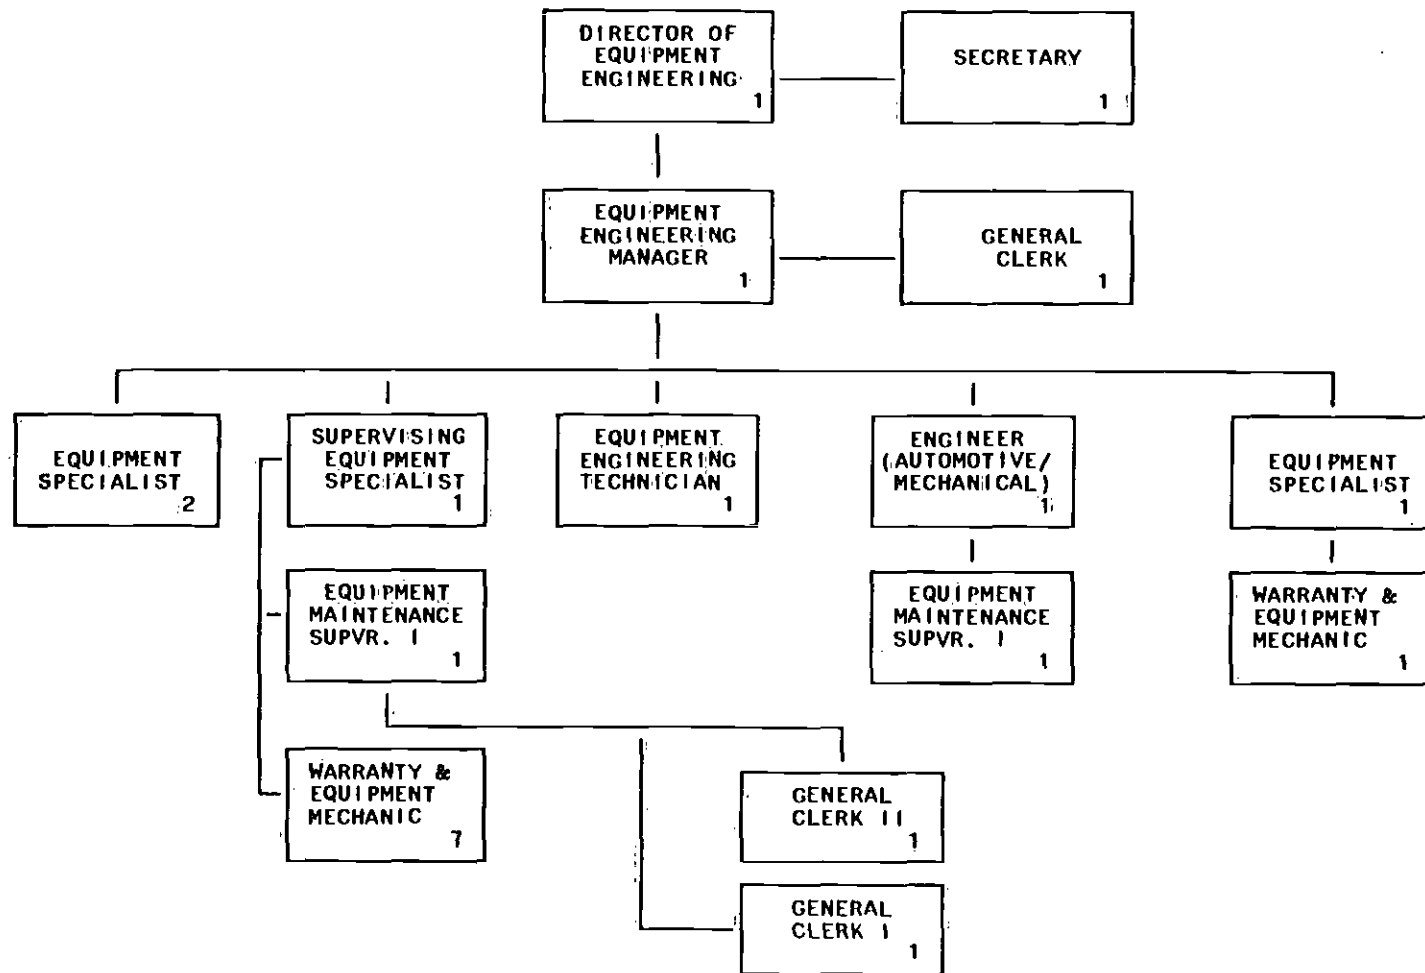 DIRECTOR OF
EQUIPMENT
ENGINEERING
1
SECRETARY
1
EQUIPMENT
ENGINEERING
MANAGER
1
GENERAL
CLERK
1
EQUIPMENT
SPECIALIST
2
SUPERVISING
EQUIPMENT
SPECIALIST
1
EQUIPMENT
ENGINEERING
TECHNICIAN
1
ENGINEER
(AUTOMOTIVE/
MECHANICAL)
1
EQUIPMENT
SPECIALIST
1
EQUIPMENT
MAINTENANCE
SUPVR. I
1
EQUIPMENT
MAINTENANCE
SUPVR. I
1
WARRANTY &
EQUIPMENT
MECHANIC
1
WARRANTY &
EQUIPMENT
MECHANIC
7
GENERAL
CLERK II
1
GENERAL
CLERK I
1